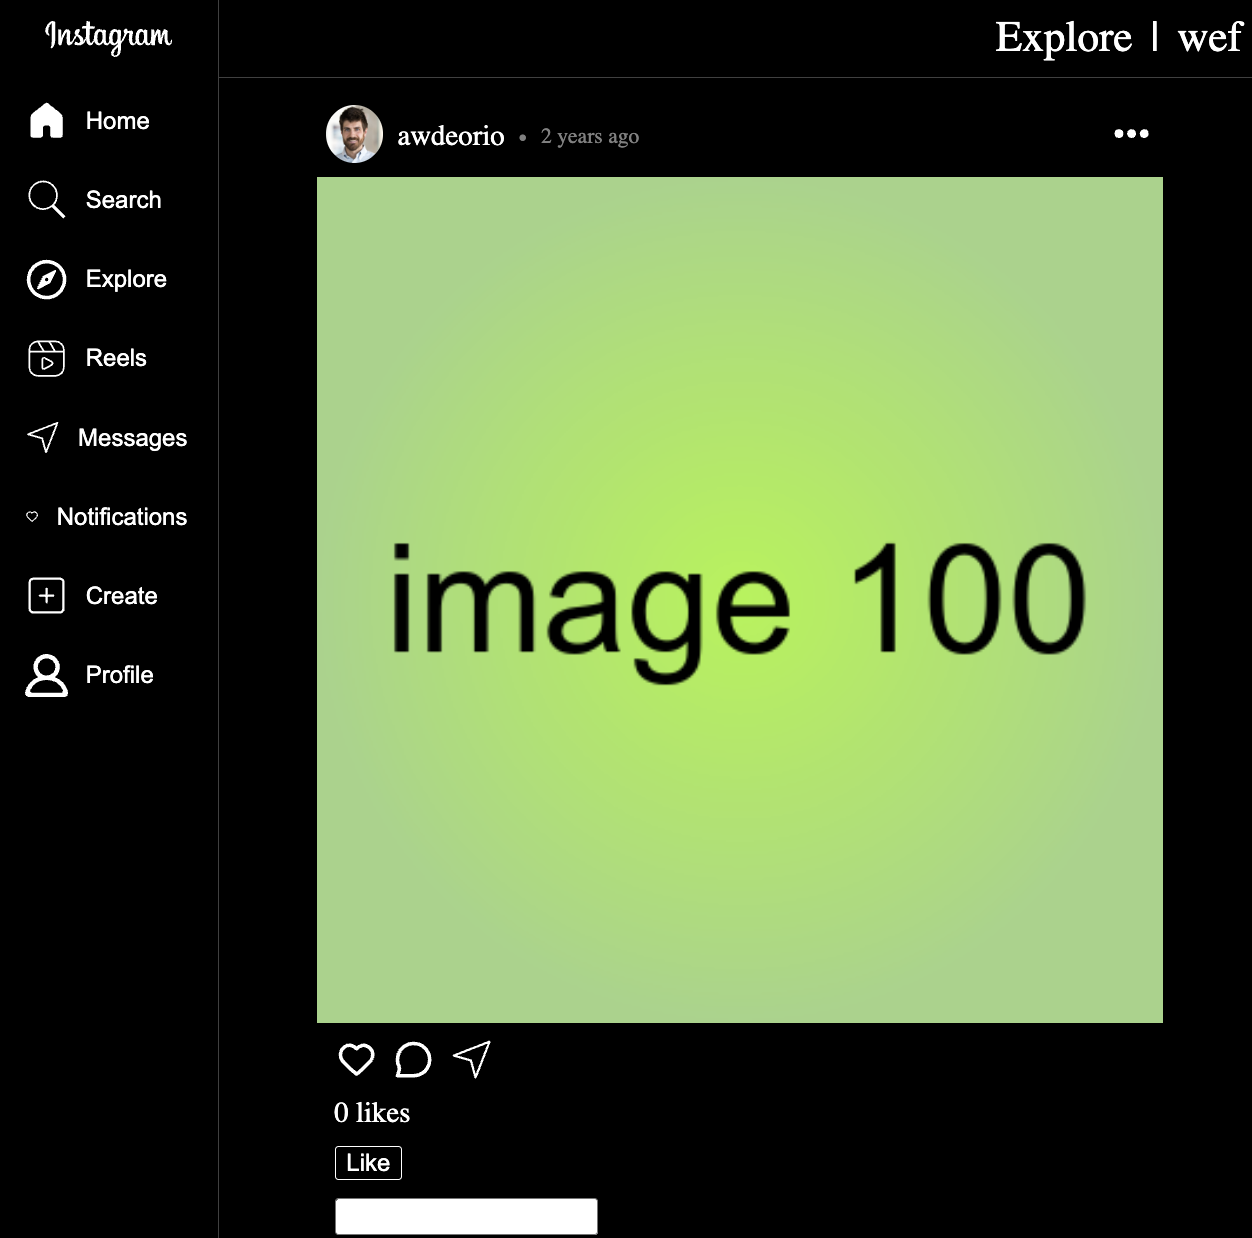 Instagram
Explore | wef
Home
Search
Explore
Reels
Messages
Notifications
Create
Profile
awdeorio • 2 years ago
image 100
0 likes
Like